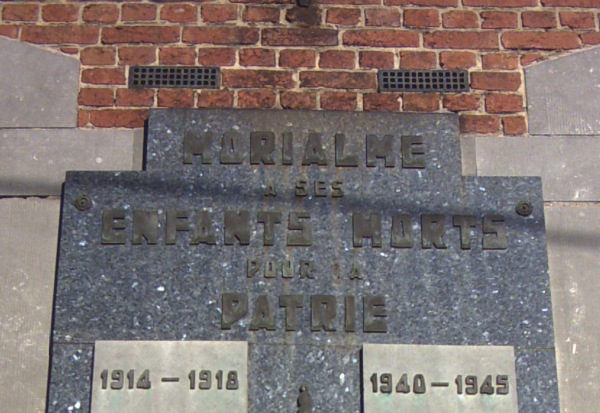 MORIALME
A SES
ENFANTS MORTS
POUR LA
PATRIE
1914 - 1918
1940 - 1945